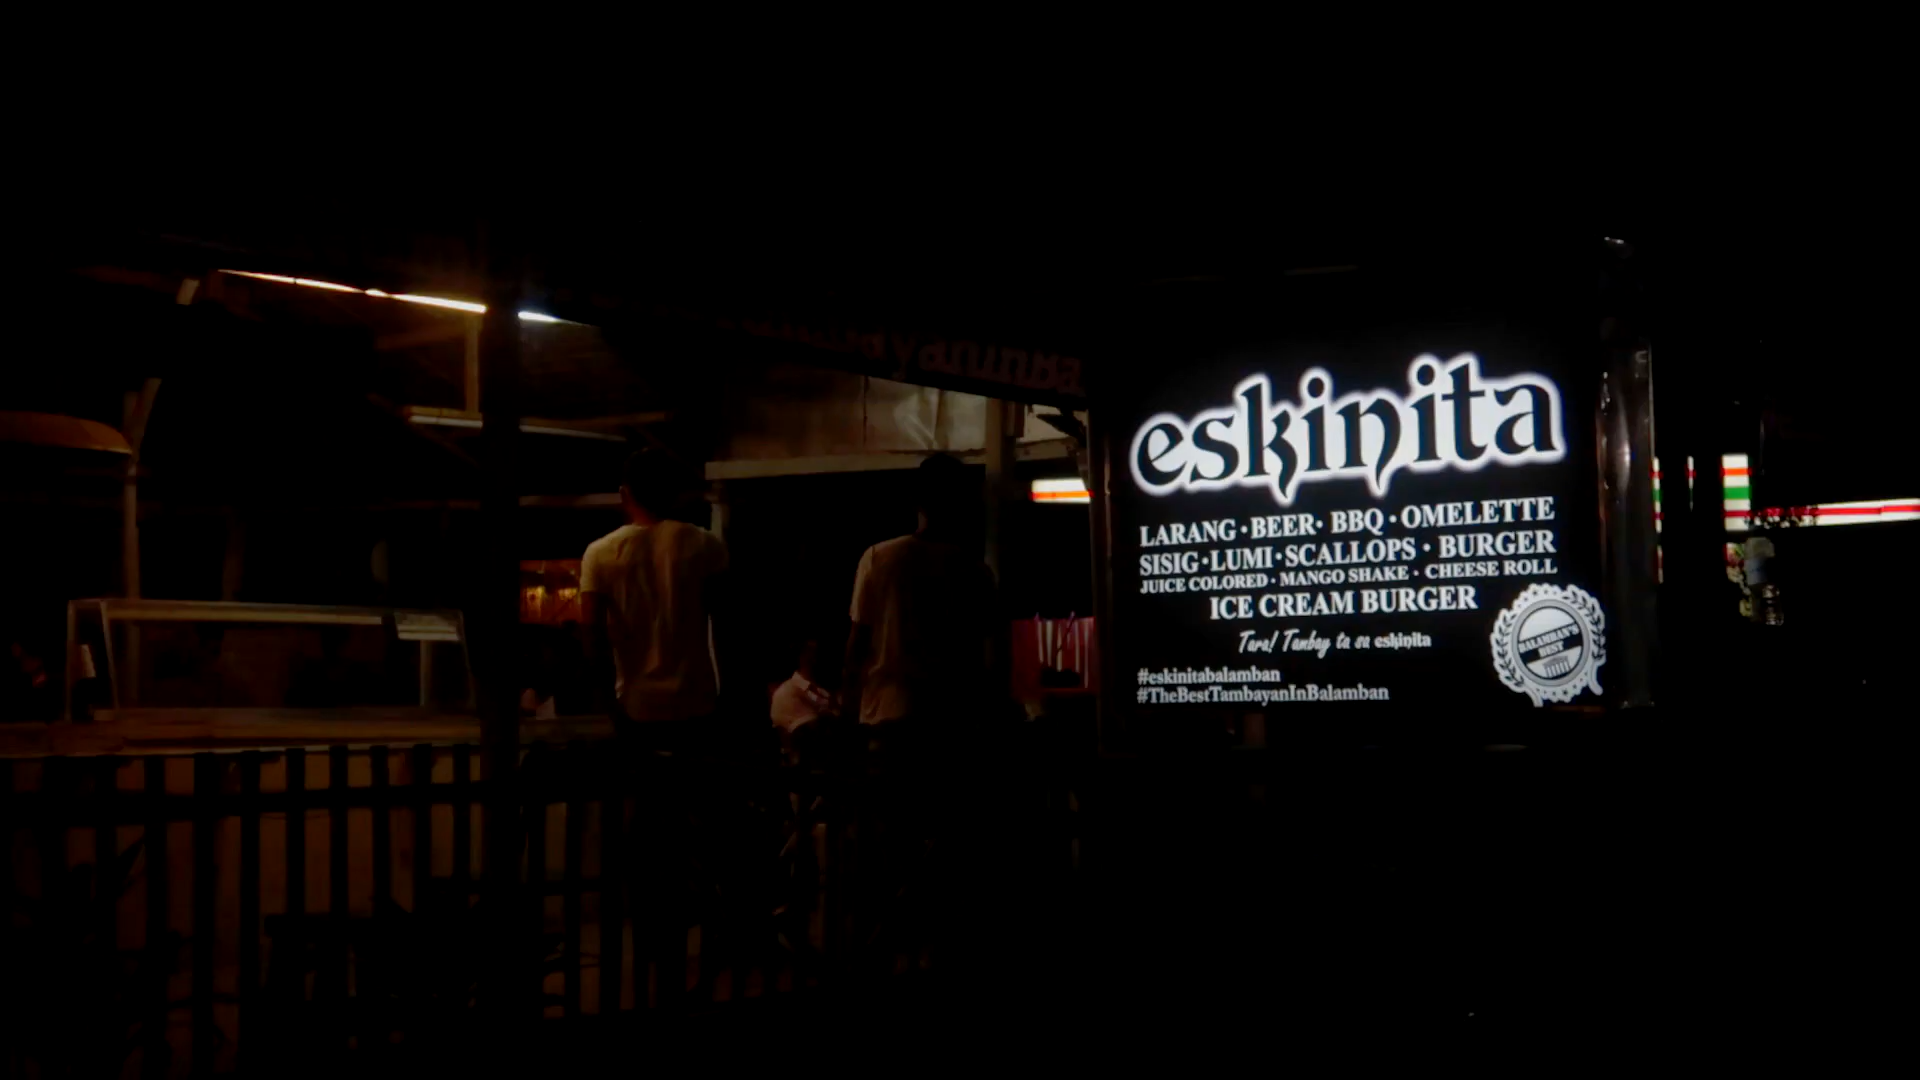 eskinita
LARANG · BEER · BBQ · OMELETTE
SISIG · LUMI · SCALLOPS · BURGER
JUICE COLORED · MANGO SHAKE · CHEESE ROLL
ICE CREAM BURGER
Tara! Tambay ta sa eskinita
#eskinitabalamban
#TheBestTambayanInBalamban
BALAMBAN'S
BEST